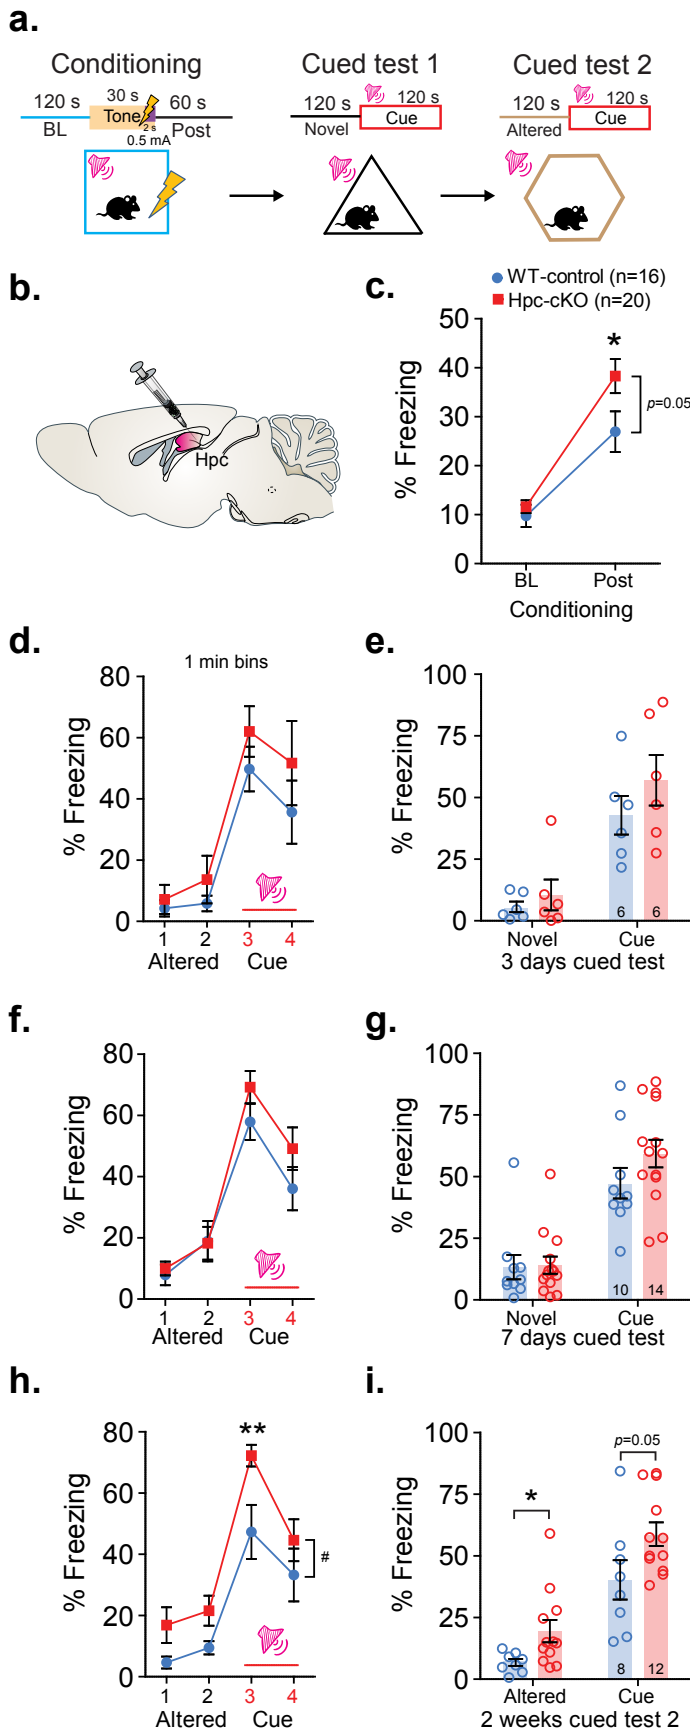 a.
Conditioning
Cued test 1
Cued test 2
120 s
30 s
60 s
BL
Tone
2 s
Post
0.5 mA
120 s
120 s
Novel
Cue
120 s
120 s
Altered
Cue
b.
Hpc
c.
WT-control (n=16)
Hpc-cKO (n=20)
% Freezing
50
40
30
20
10
0
*
p=0.05
BL
Post
Conditioning
d.
1 min bins
% Freezing
80
60
40
20
0
1
2
3
4
Altered
Cue
e.
% Freezing
100
75
50
25
0
6
6
Novel
Cue
3 days cued test
f.
% Freezing
80
60
40
20
0
1
2
3
4
Altered
Cue
g.
% Freezing
100
75
50
25
0
10
14
Novel
Cue
7 days cued test
h.
% Freezing
80
60
40
20
0
**
#
1
2
3
4
Altered
Cue
i.
% Freezing
100
75
50
25
0
*
p=0.05
8
12
Altered
Cue
2 weeks cued test 2